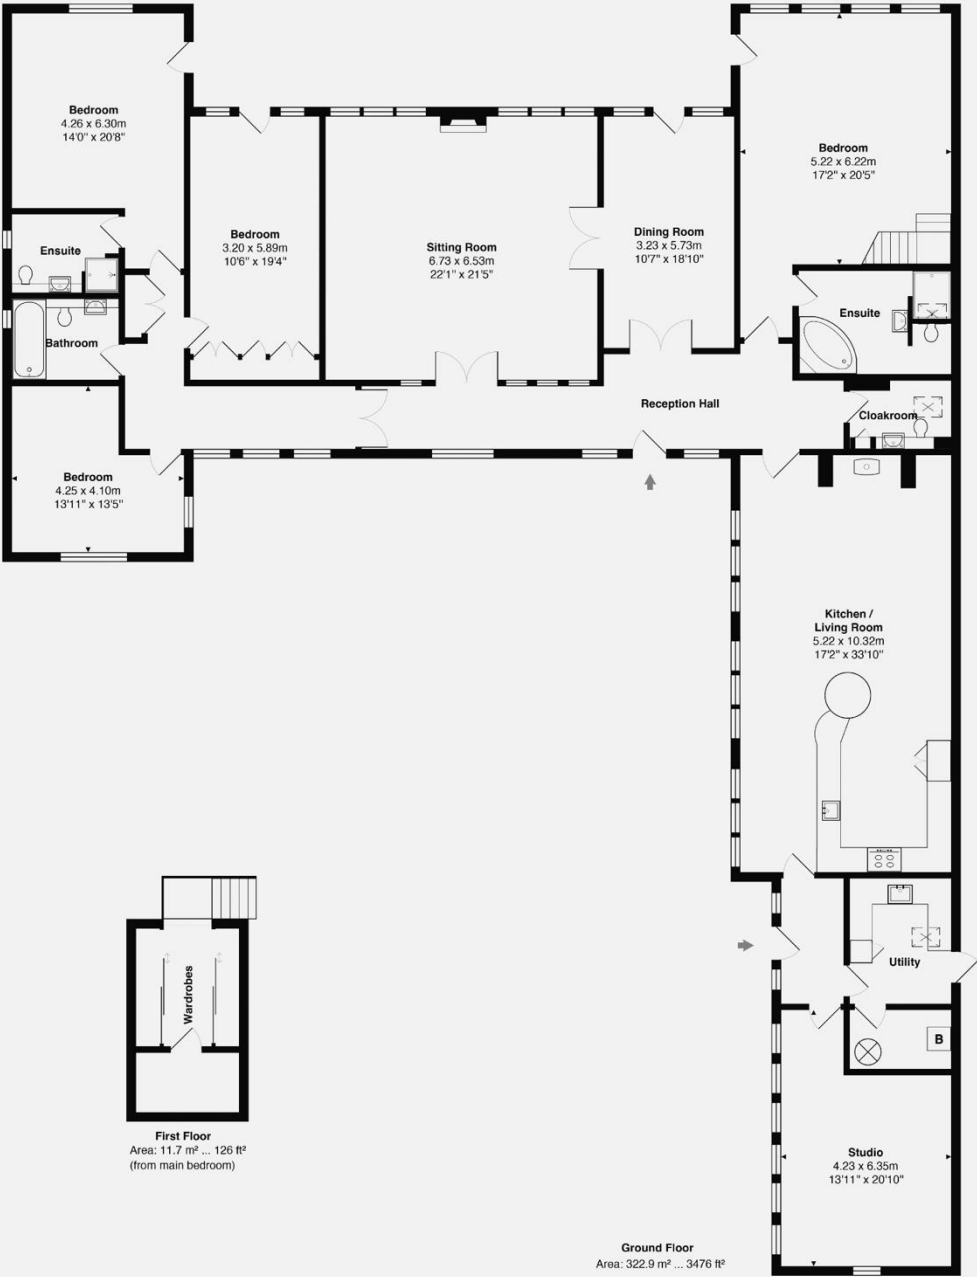 Bedroom
4.26 x 6.30m
14'0" x 20'8"
Bedroom
5.22 x 6.22m
17'2" x 20'5"
Bedroom
3.20 x 5.89m
10'6" x 19'4"
Sitting Room
6.73 x 6.53m
22'1" x 21'5"
Dining Room
3.23 x 5.73m
10'7" x 18'10"
Ensuite
Ensuite
Bathroom
Reception Hall
Cloakroom
Bedroom
4.25 x 4.10m
13'11" x 13'5"
Kitchen /
Living Room
5.22 x 10.32m
17'2" x 33'10"
Utility
B
Wardrobes
First Floor
Area: 11.7 m² ... 126 ft²
(from main bedroom)
Studio
4.23 x 6.35m
13'11" x 20'10"
Ground Floor
Area: 322.9 m² ... 3476 ft²